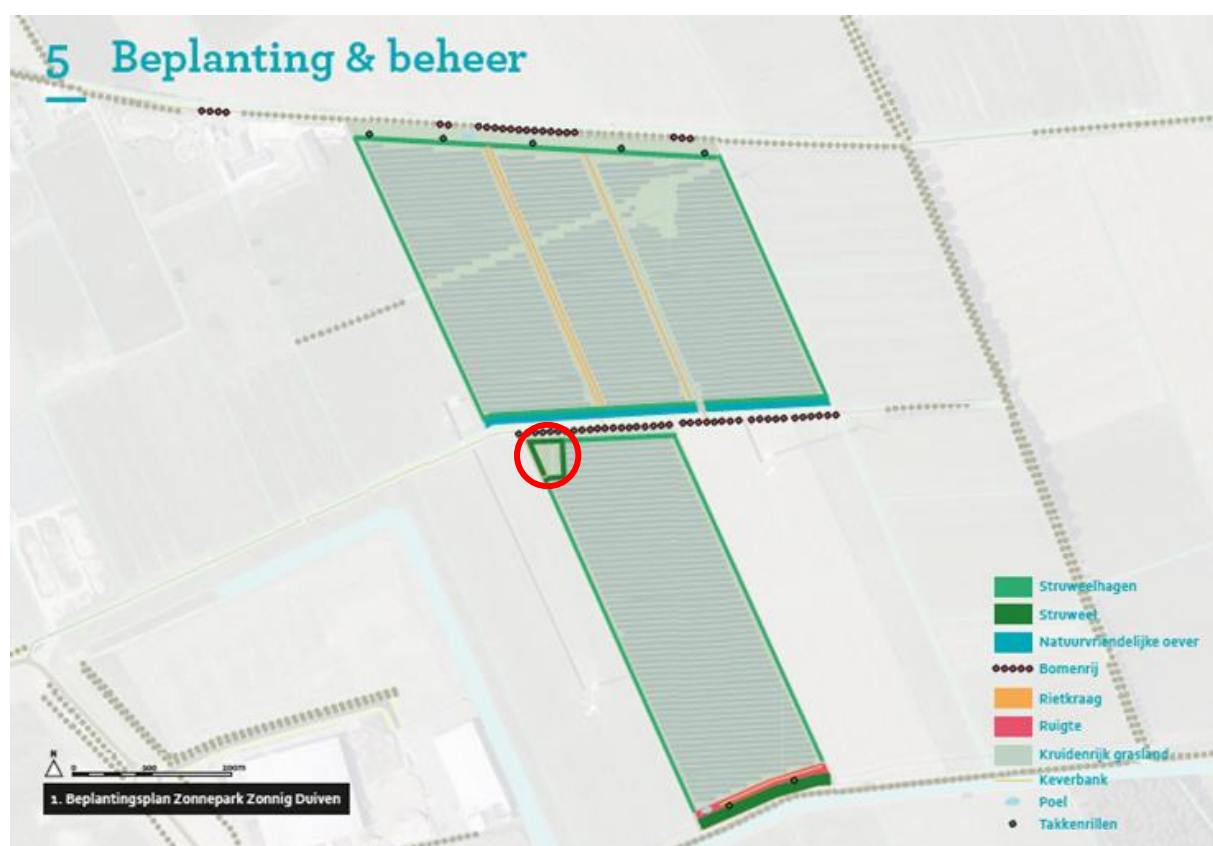 5 Beplanting & beheer
Struweelhagen
Struweel
Natuurvriendelijke oever
Bomenrij
Rietkraag
Ruigte
Kruidenrijk grasland
Keverbank
Poel
Takkenrillen
N
0 500 200m
1. Beplantingsplan Zonnepark Zonnig Duiven